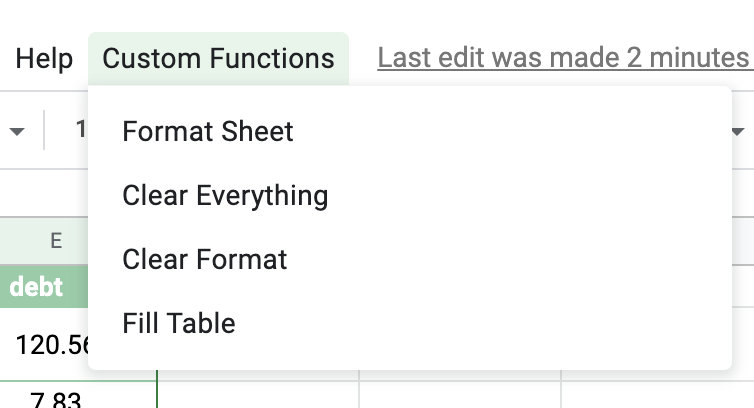 Help Custom Functions Last edit was made 2 minutes
1
Format Sheet
Clear Everything
E
Clear Format
debt
Fill Table
120.56
7.83